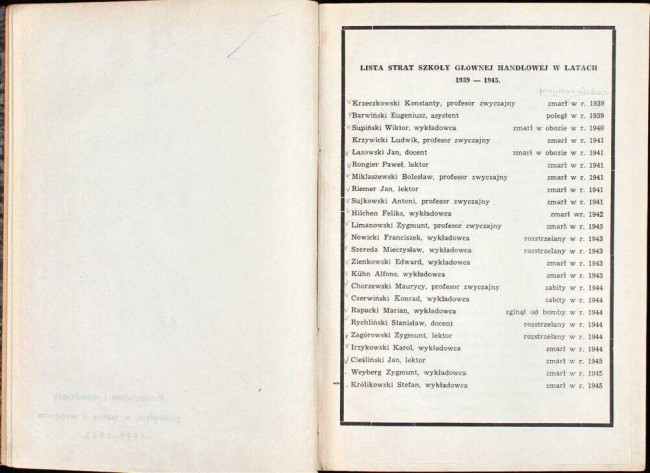 LISTA STRAT SZKOŁY GŁÓWNEJ HANDLOWEJ W LATACH
1939 — 1945.
Krzeczkowski Konstanty, profesor zwyczajny zmarł w r. 1939
Barwiński Eugeniusz, asystent poległ w r. 1939
Supiński Wiktor, wykładowca zmarł w obozie w r. 1940
Krzywicki Ludwik, profesor zwyczajny zmarł w r. 1941
Łazowski Jan, docent zmarł w obozie w r. 1941
Rongier Paweł, lektor zmarł w r. 1941
Miklaszewski Bolesław, profesor zwyczajny zmarł w r. 1941
Riemer Jan, lektor zmarł w r. 1941
Sujkowski Antoni, profesor zwyczajny zmarł w r. 1941
Hilchen Feliks, wykładowca zmarł wr. 1942
Limanowski Zygmunt, profesor zwyczajny zmarł w r. 1943
Nowicki Franciszek, wykładowca rozstrzelany w r. 1943
Szereda Mieczysław, wykładowca rozstrzelany w r. 1943
Zienkowski Edward, wykładowca zmarł w r. 1943
Kühn Alfons, wykładowca zmarł w r. 1943
Chorzewski Maurycy, profesor zwyczajny zabity w r. 1944
Czerwiński Konrad, wykładowca zabity w r. 1944
Rapacki Marian, wykładowca zginął od bomby w r. 1944
Rychliński Stanisław, docent rozstrzelany w r. 1944
Zagórowski Zygmunt, lektor rozstrzelany w r. 1944
Irzykowski Karol, wykładowca zmarł w r. 1944
Cieśliński Jan, lektor zmarł w r. 1945
Weyberg Zygmunt, wykładowca zmarł w r. 1945
Królikowski Stefan, wykładowca zmarł w r. 1945